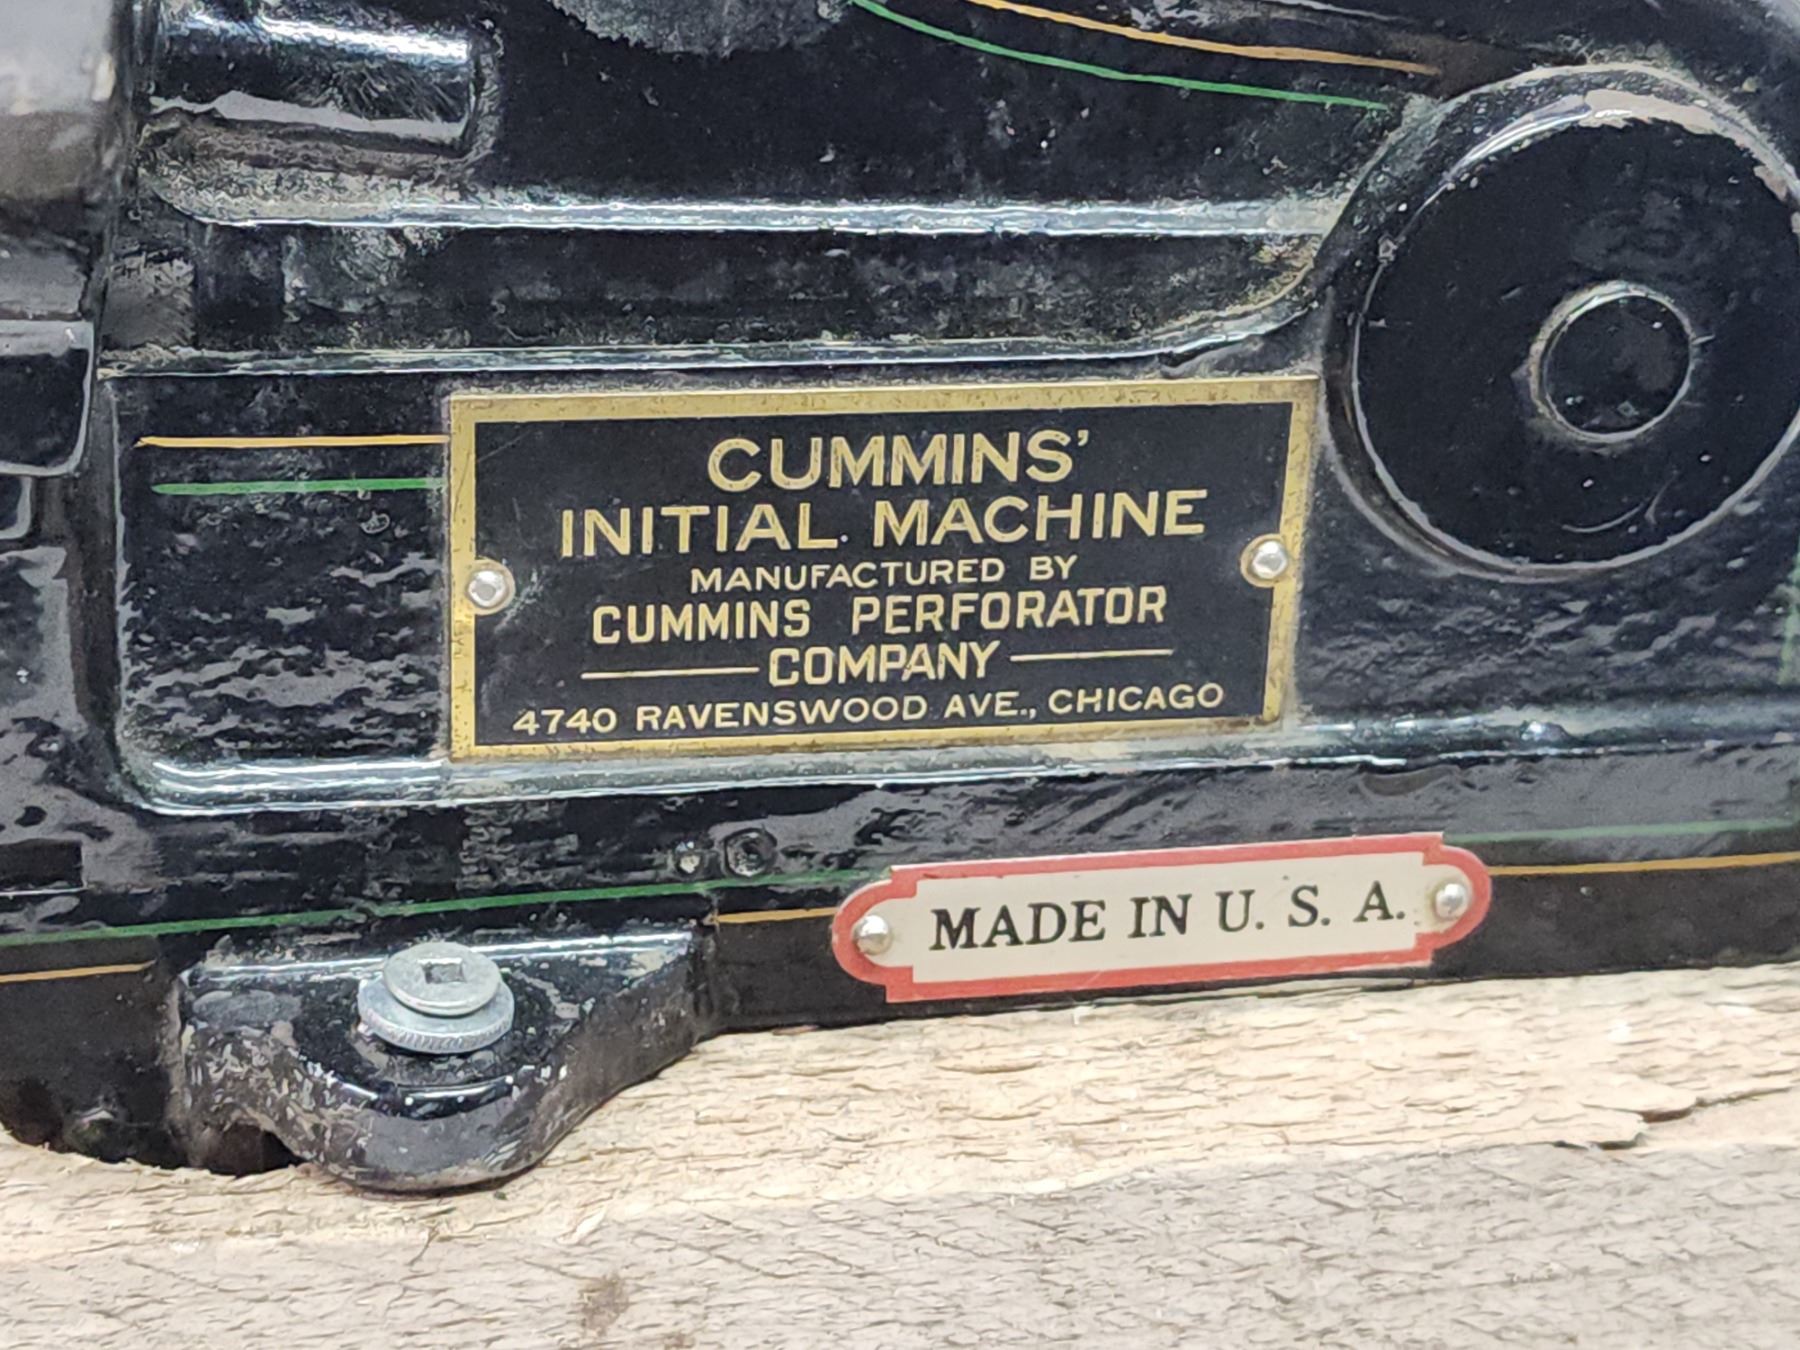 CUMMINS'
INITIAL MACHINE
MANUFACTURED BY
CUMMINS PERFORATOR
COMPANY
4740 RAVENSWOOD AVE., CHICAGO
MADE IN U. S. A.